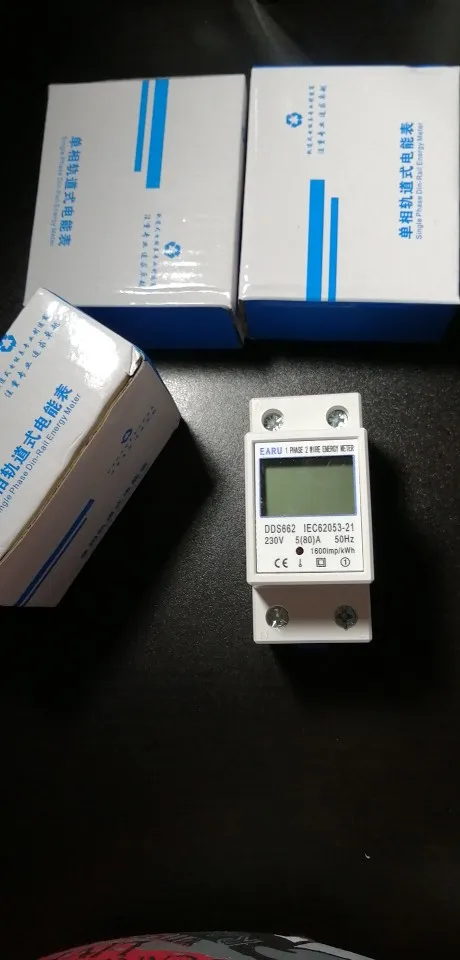 单相轨道式电能表
Single Phase Din-Rail Energy Meter
单相轨道式电能表
Single Phase Din-Rail Energy Meter
相轨道式电能表
Single Phase Din-Rail Energy Meter
EARU 1 PHASE 2 WIRE ENERGY METER
DDS662 IEC62053-21
230V 5(80)A 50Hz
1600imp/kWh
CE 1